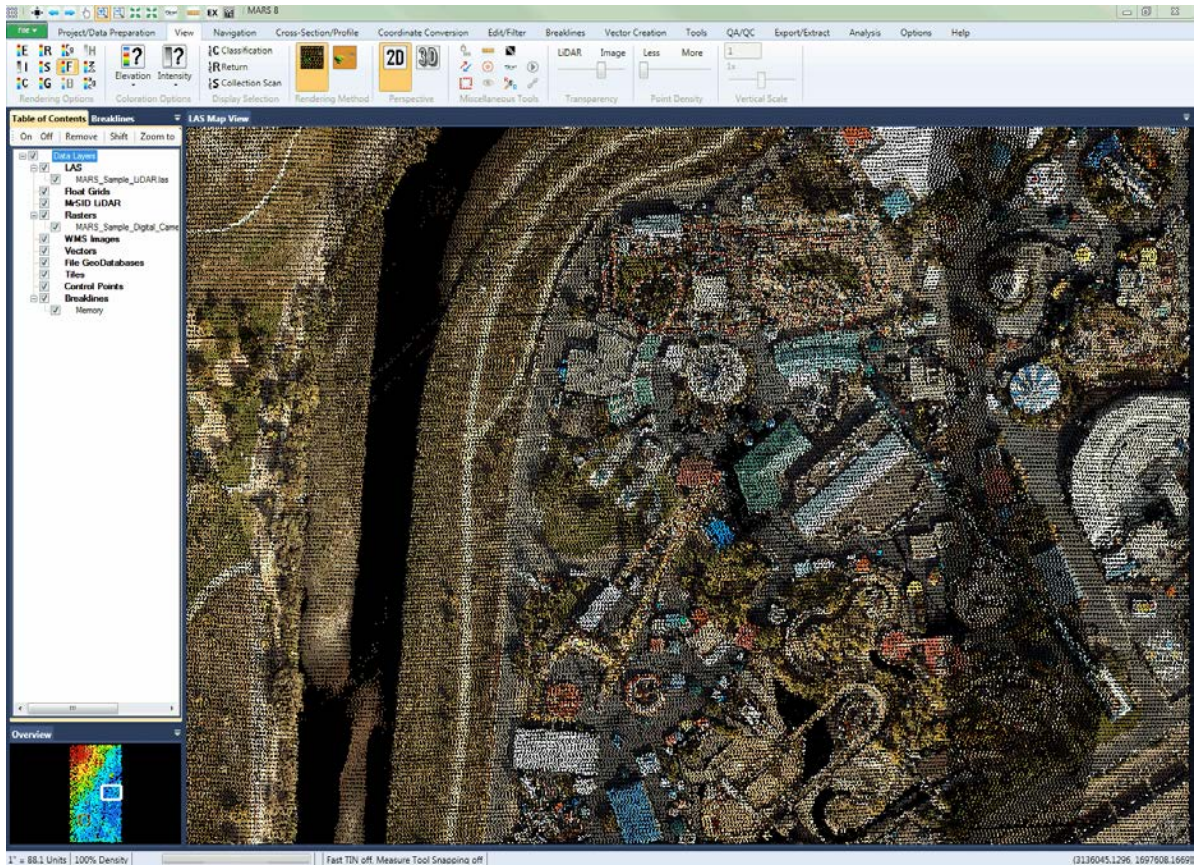 EX MARS 8
File Project/Data Preparation View Navigation Cross-Section/Profile Coordinate Conversion Edit/Filter Breaklines Vector Creation Tools QA/QC Export/Extract Analysis Options Help
E R H Classification LiDAR Image Less More 1
I S F Z Elevation Intensity R Return 2D 3D 1x
C G S Collection Scan
Rendering Options Coloration Options Display Selection Rendering Method Perspective Miscellaneous Tools Transparency Point Density Vertical Scale
Table of Contents Breaklines LAS Map View
On Off Remove Shift Zoom to
Data Layers
LAS
MARS_Sample_LiDAR.las
Float Grids
MrSID LiDAR
Rasters
MARS_Sample_Digital_Came
WMS Images
Vectors
File GeoDatabases
Tiles
Control Points
Breaklines
Memory
Overview
1" = 88.1 Units 100% Density Fast TIN off, Measure Tool Snapping off